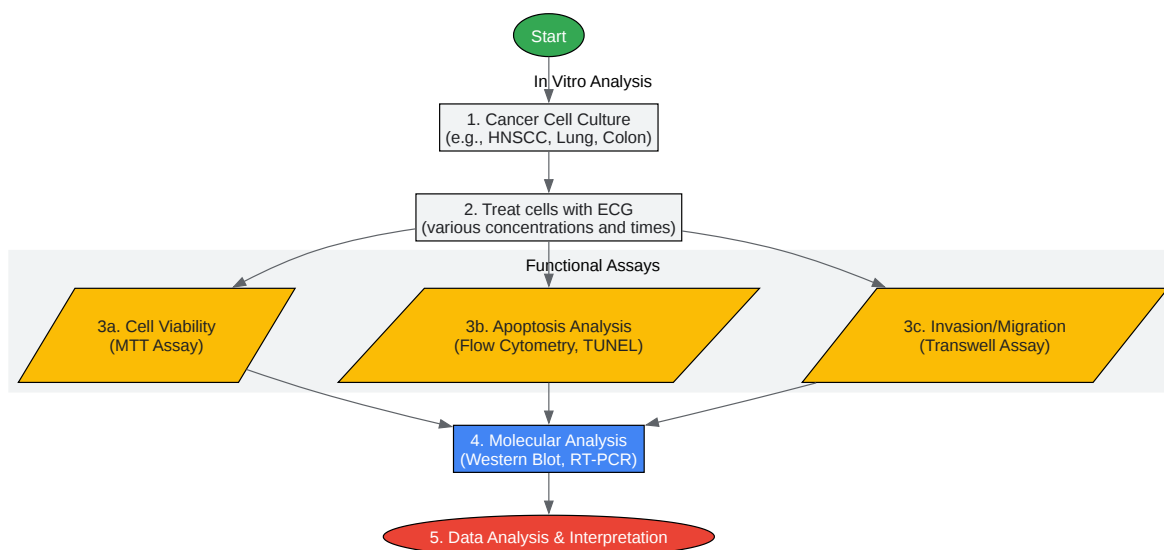 Start
In Vitro Analysis
1. Cancer Cell Culture
(e.g., HNSCC, Lung, Colon)
2. Treat cells with ECG
(various concentrations and times)
Functional Assays
3a. Cell Viability
(MTT Assay)
3b. Apoptosis Analysis
(Flow Cytometry, TUNEL)
3c. Invasion/Migration
(Transwell Assay)
4. Molecular Analysis
(Western Blot, RT-PCR)
5. Data Analysis & Interpretation